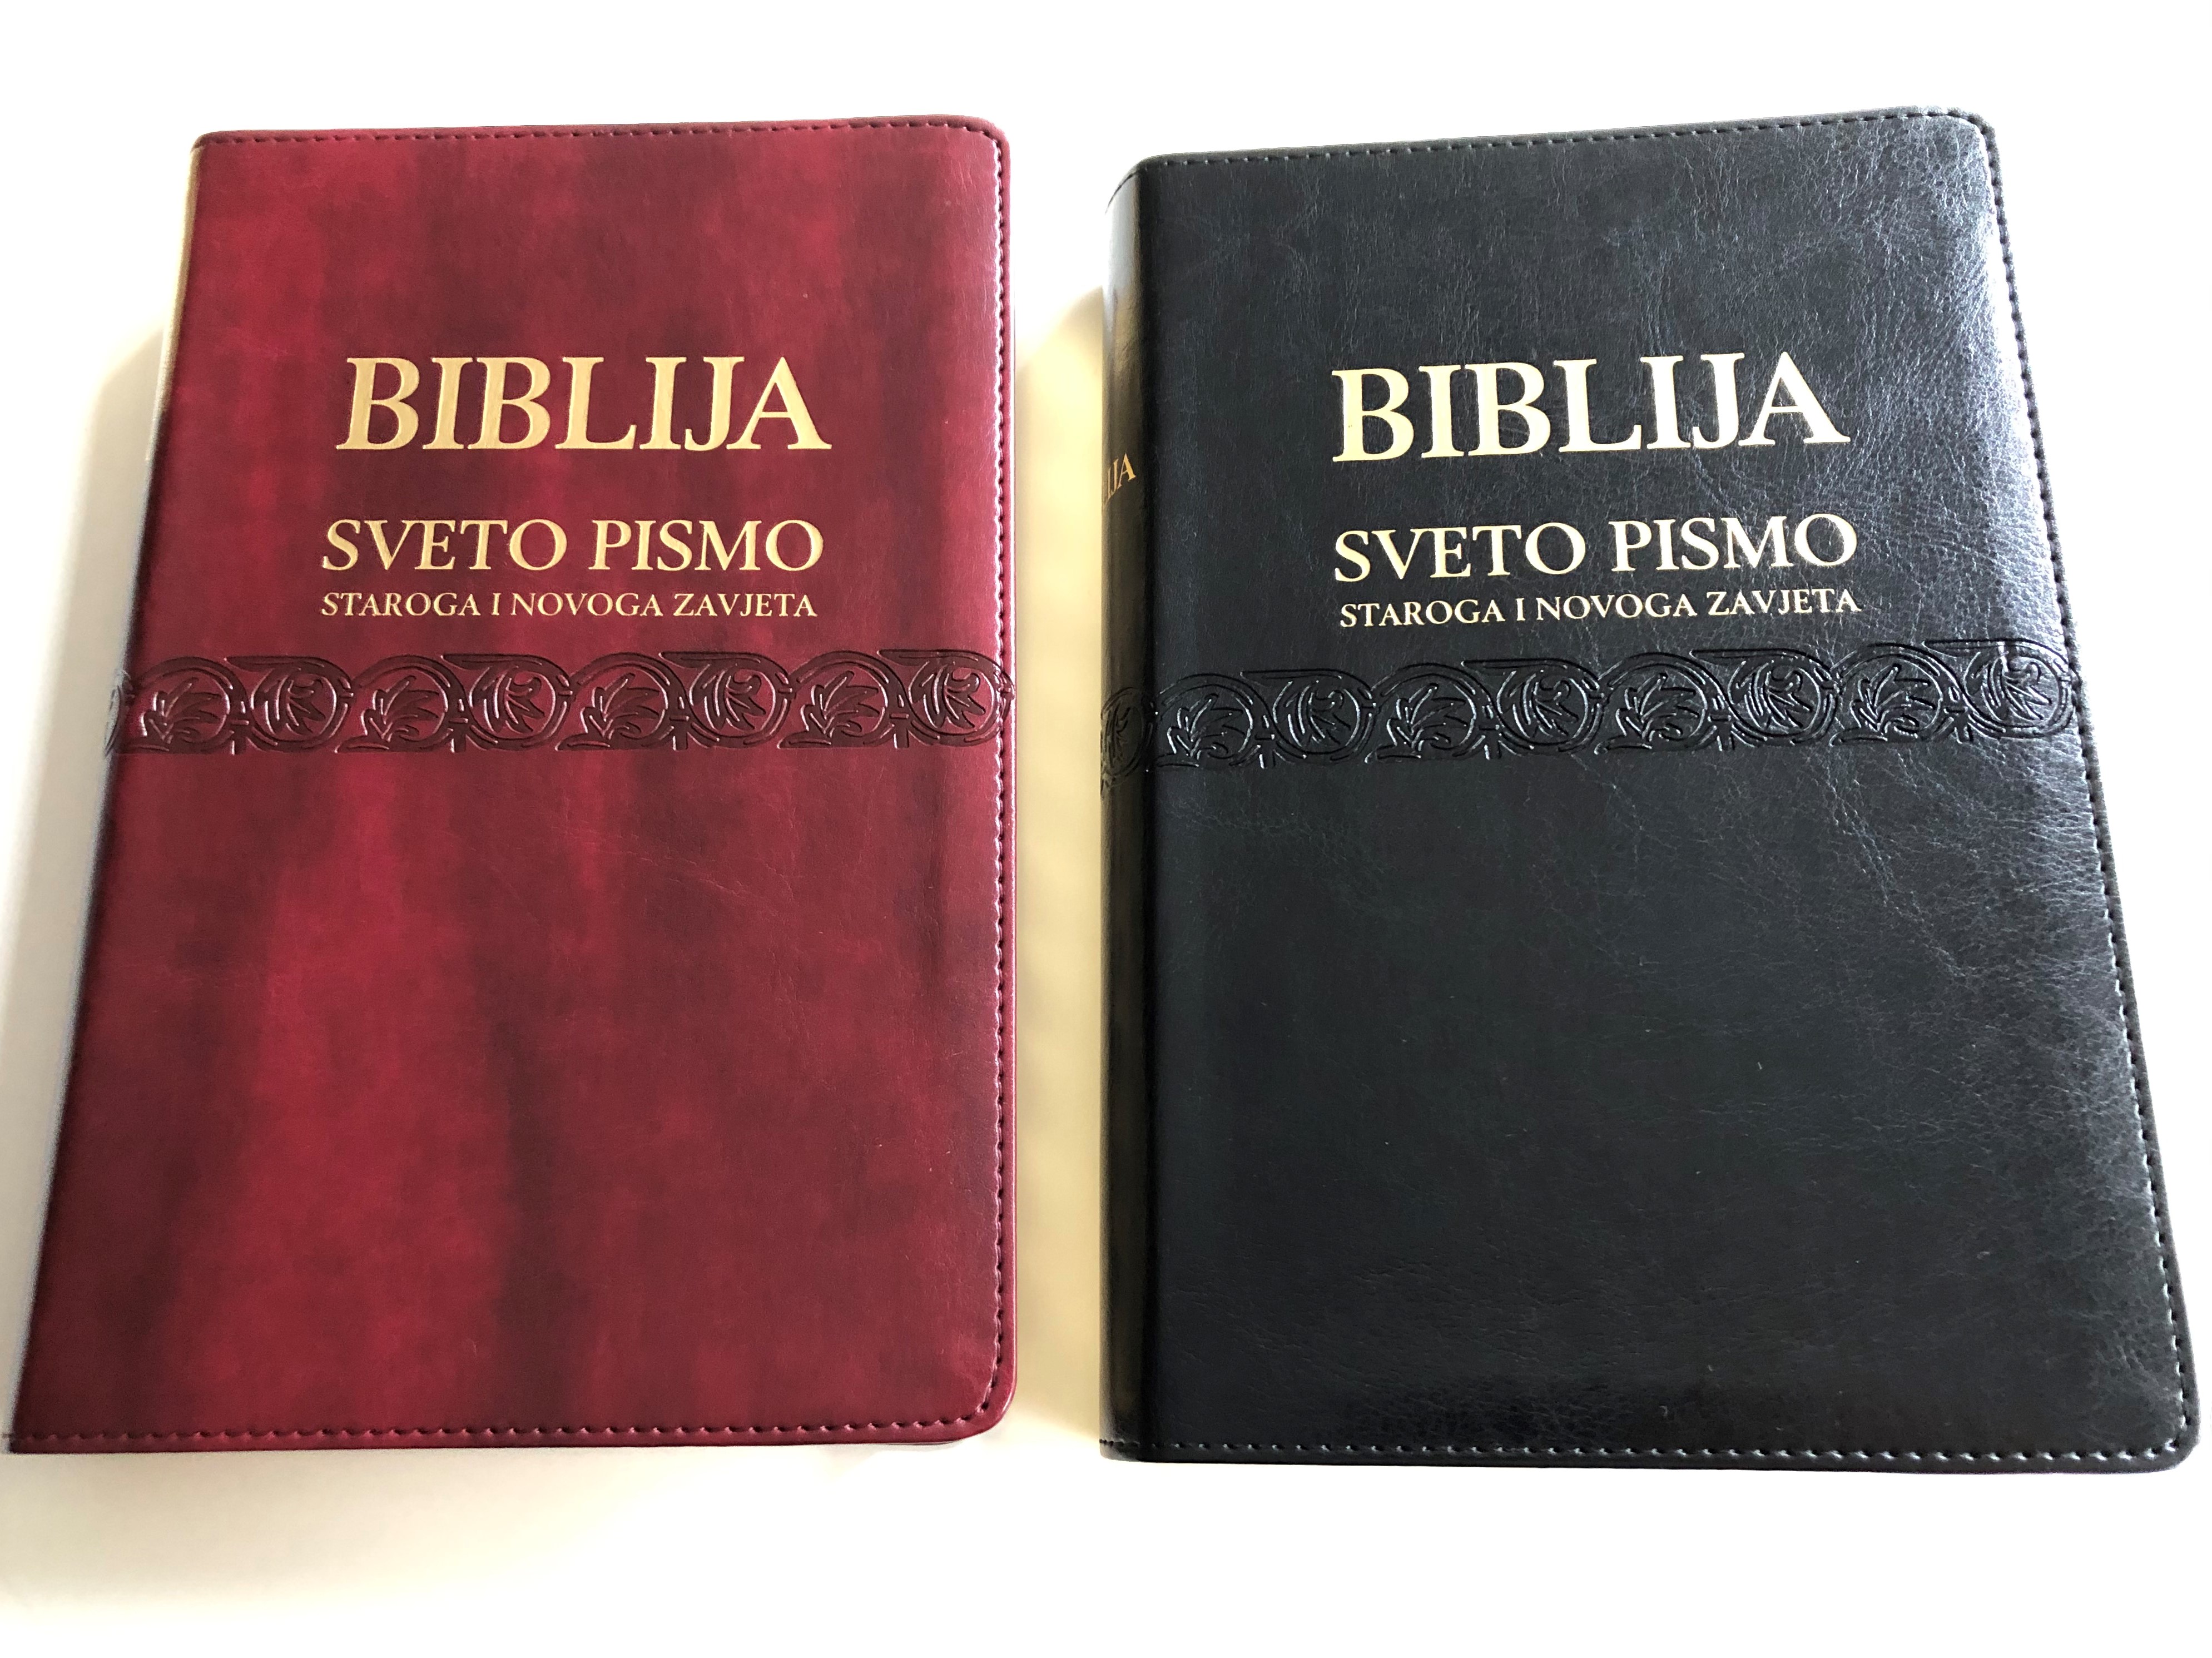 BIBLIJA
SVETO PISMO
STAROGA I NOVOGA ZAVJETA
BIBLIJA
SVETO PISMO
STAROGA I NOVOGA ZAVJETA